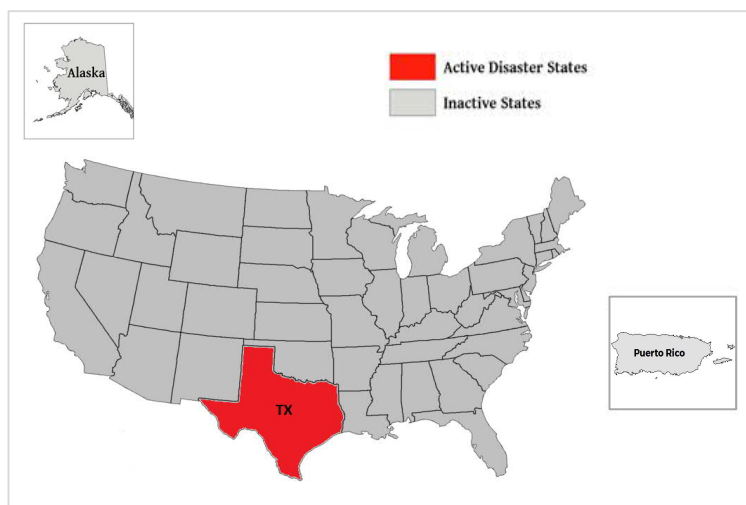 Alaska
Active Disaster States
Inactive States
Puerto Rico
TX